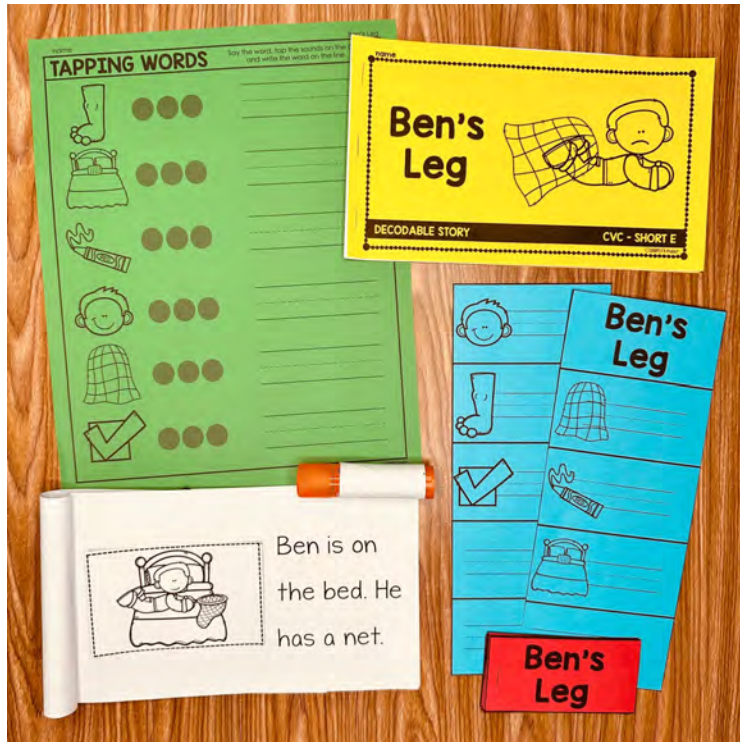 name
TAPPING WORDS
Say the word, tap the sounds on the
and write the word on the line.
name
Ben's
Leg
DECODABLE STORY
CVC - SHORT E
Ben's
Leg
Ben is on
the bed. He
has a net.
Ben's
Leg